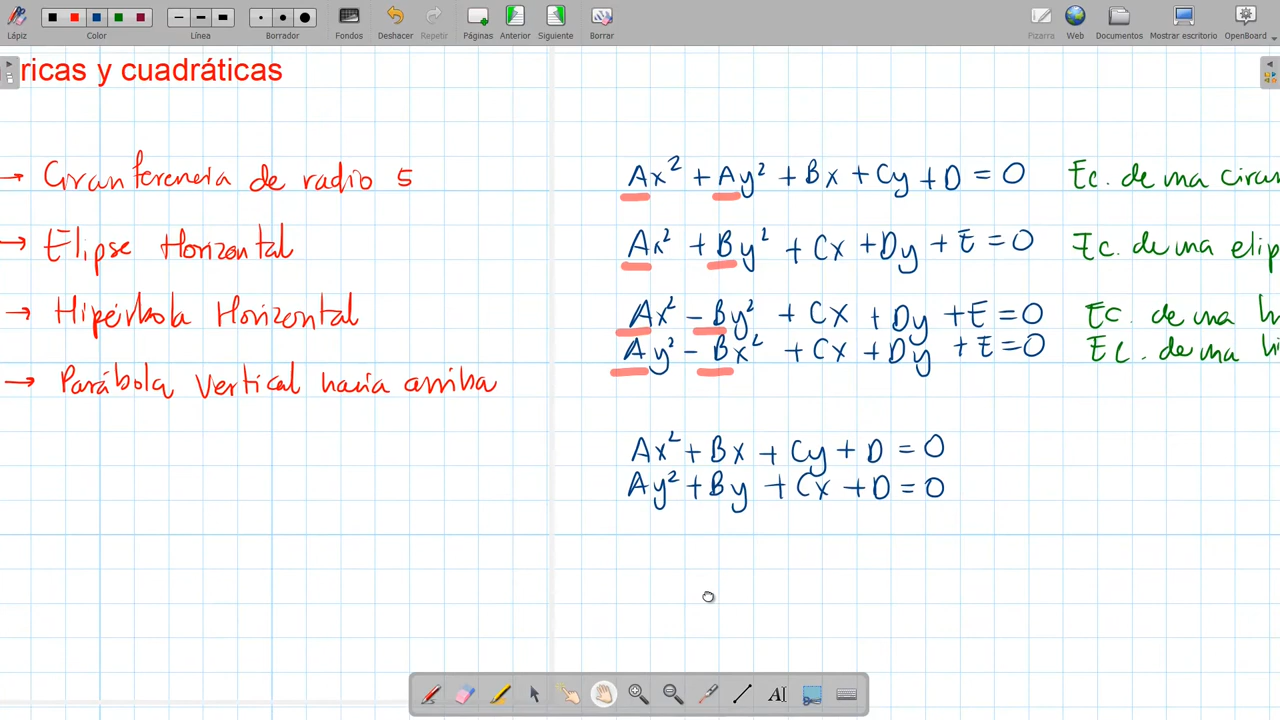 Lápiz
Color
Línea
Borrador
Fondos
Deshacer
Repetir
Páginas
Anterior
Siguiente
Borrar
Pizarra
Web
Documentos
Mostrar escritorio
OpenBoard
ricas y cuadráticas
→ Circunferencia de radio 5
→ Elipse Horizontal
→ Hipérbola Horizontal
→ Parábola Vertical hacia arriba
Ax² + Ay² + Bx + Cy + D = 0 Ec. de una circun
Ax² + By² + Cx + Dy + E = 0 Ec. de una elip
Ax² - By² + Cx + Dy + E = 0 Ec. de una
Ay² - Bx² + Cx + Dy + E = 0 Ec. de una
Ax² + Bx + Cy + D = 0
Ay² + By + Cx + D = 0
AI